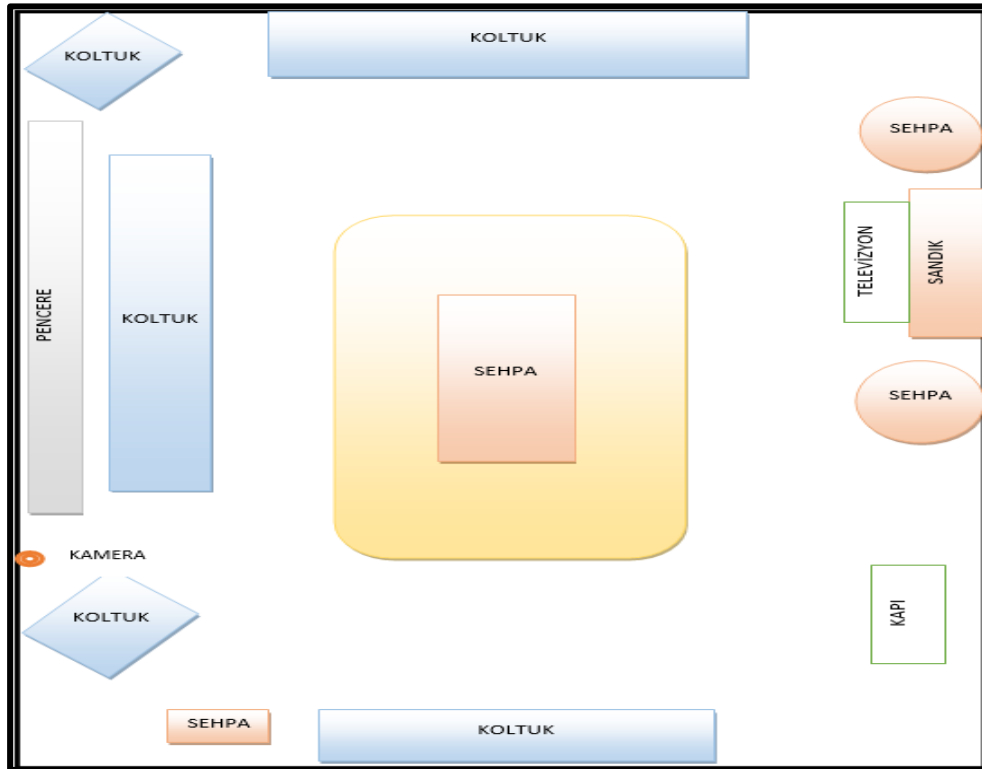 KOLTUK
KOLTUK
SEHPA
TELEVİZYON
SANDIK
PENCERE
KOLTUK
SEHPA
SEHPA
KAMERA
KOLTUK
KAPI
SEHPA
KOLTUK